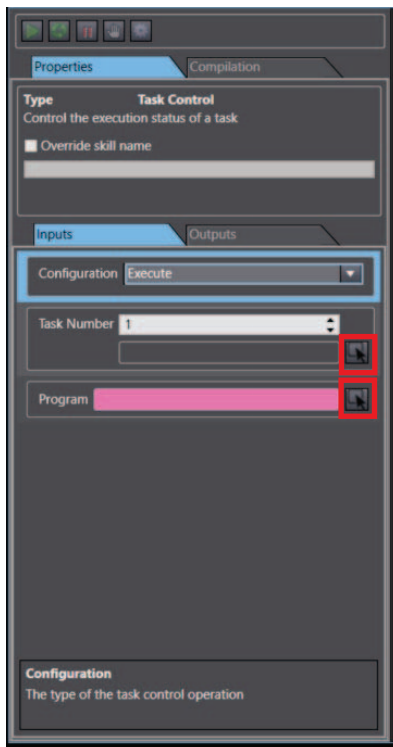 Properties Compilation
Type Task Control
Control the execution status of a task
Override skill name
Inputs Outputs
Configuration Execute
Task Number 1
Program
Configuration
The type of the task control operation